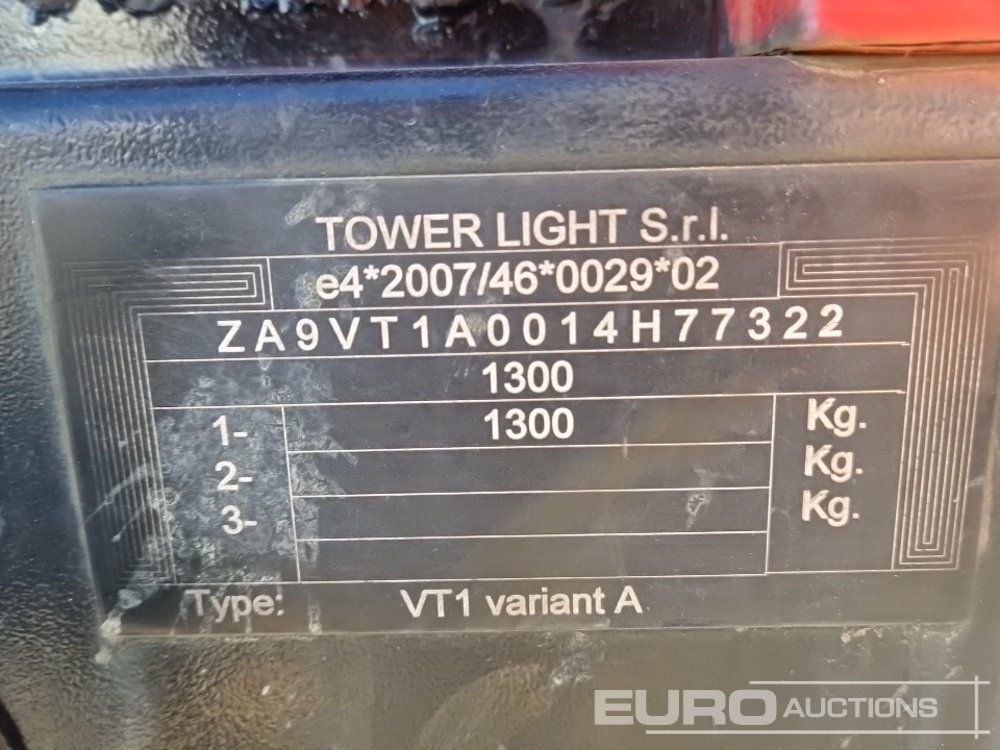 TOWER LIGHT S.r.l.
e4*2007/46*0029*02
ZA9VT1A0014H77322
1300
1- 1300 Kg.
2- Kg.
3- Kg.
Type: VT1 variant A
EURO AUCTIONS